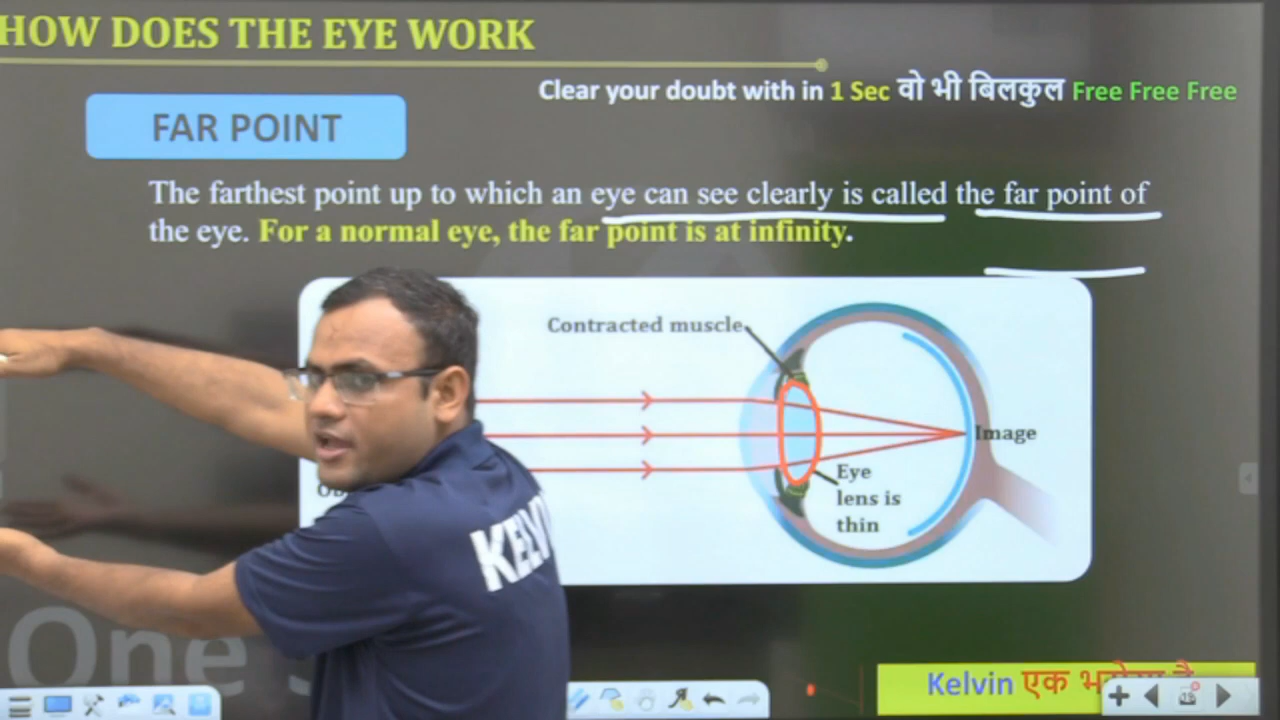 HOW DOES THE EYE WORK
Clear your doubt with in 1 Sec वो भी बिलकुल Free Free Free
FAR POINT
The farthest point up to which an eye can see clearly is called the far point of
the eye. For a normal eye, the far point is at infinity.
Contracted muscle
Image
Eye
lens is
thin
One
Kelvin एक